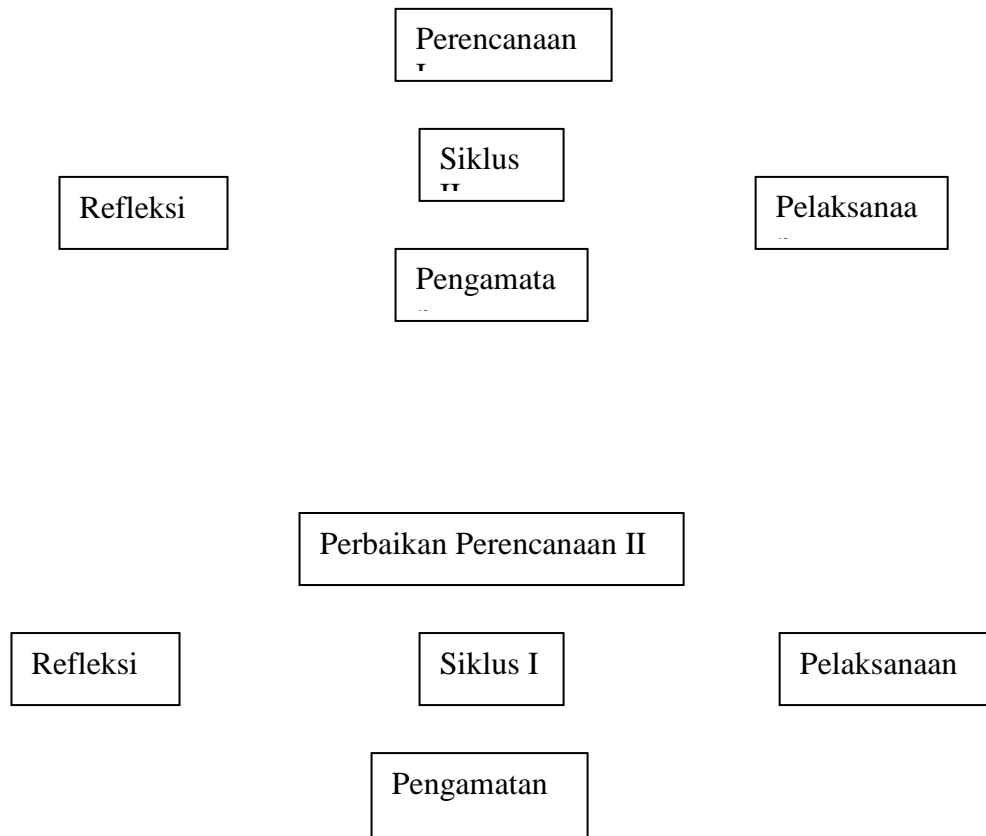 Perencanaan
Siklus
Refleksi
Pelaksanaa
Pengamata
Perbaikan Perencanaan II
Refleksi
Siklus I
Pelaksanaan
Pengamatan